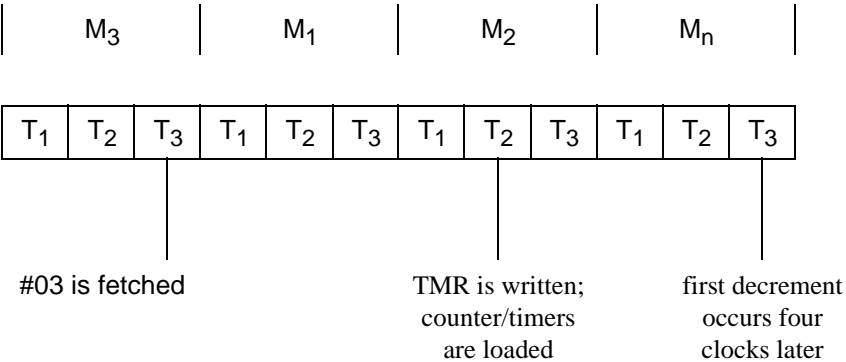 M3 M1 M2 Mn
T1 T2 T3 T1 T2 T3 T1 T2 T3 T1 T2 T3
#03 is fetched
TMR is written;
counter/timers
are loaded
first decrement
occurs four
clocks later